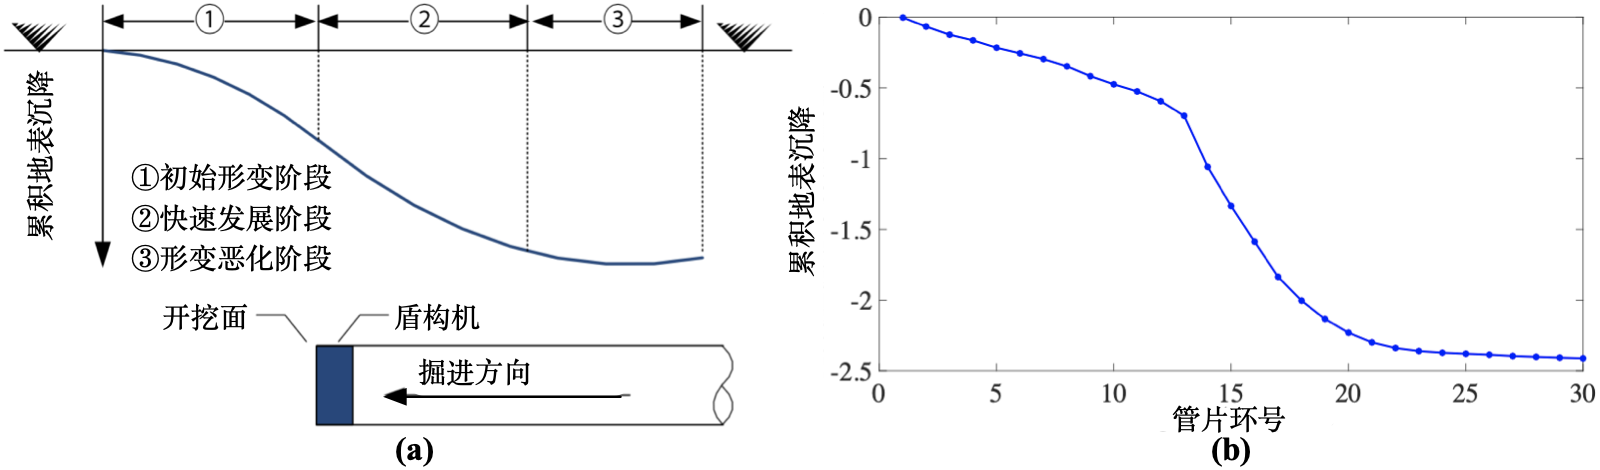 ① ② ③
累积地表沉降
①初始形变阶段
②快速发展阶段
③形变恶化阶段
开挖面
盾构机
掘进方向
(a)
0
-0.5
-1
-1.5
-2
-2.5
累积地表沉降
0 5 10 15 20 25 30
管片环号
(b)